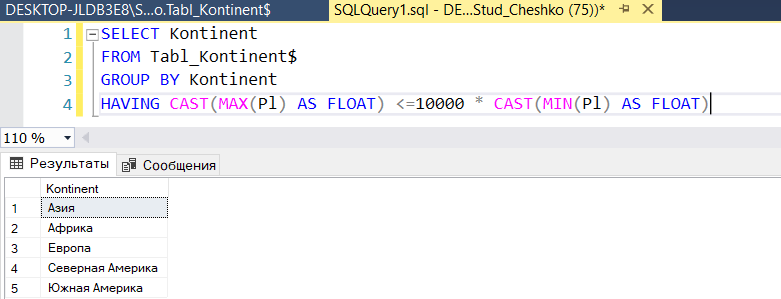 DESKTOP-JLDB3E8\S...o.Tabl_Kontinent$ SQLQuery1.sql - DE...Stud_Cheshko (75))*
1 SELECT Kontinent
2 FROM Tabl_Kontinent$
3 GROUP BY Kontinent
4 HAVING CAST(MAX(Pl) AS FLOAT) <=10000 * CAST(MIN(Pl) AS FLOAT)
110 %
Результаты Сообщения
Kontinent
1 Азия
2 Африка
3 Европа
4 Северная Америка
5 Южная Америка